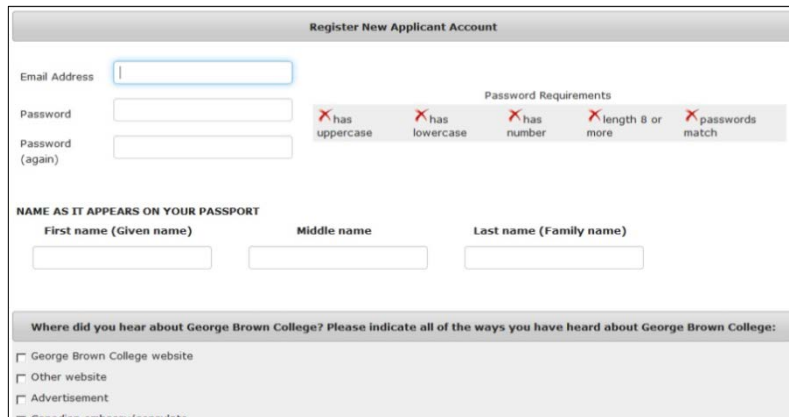 Register New Applicant Account
Email Address
Password
Password
(again)
Password Requirements
has
uppercase
has
lowercase
has
number
length 8 or
more
passwords
match
NAME AS IT APPEARS ON YOUR PASSPORT
First name (Given name) Middle name Last name (Family name)
Where did you hear about George Brown College? Please indicate all of the ways you have heard about George Brown College:
George Brown College website
Other website
Advertisement